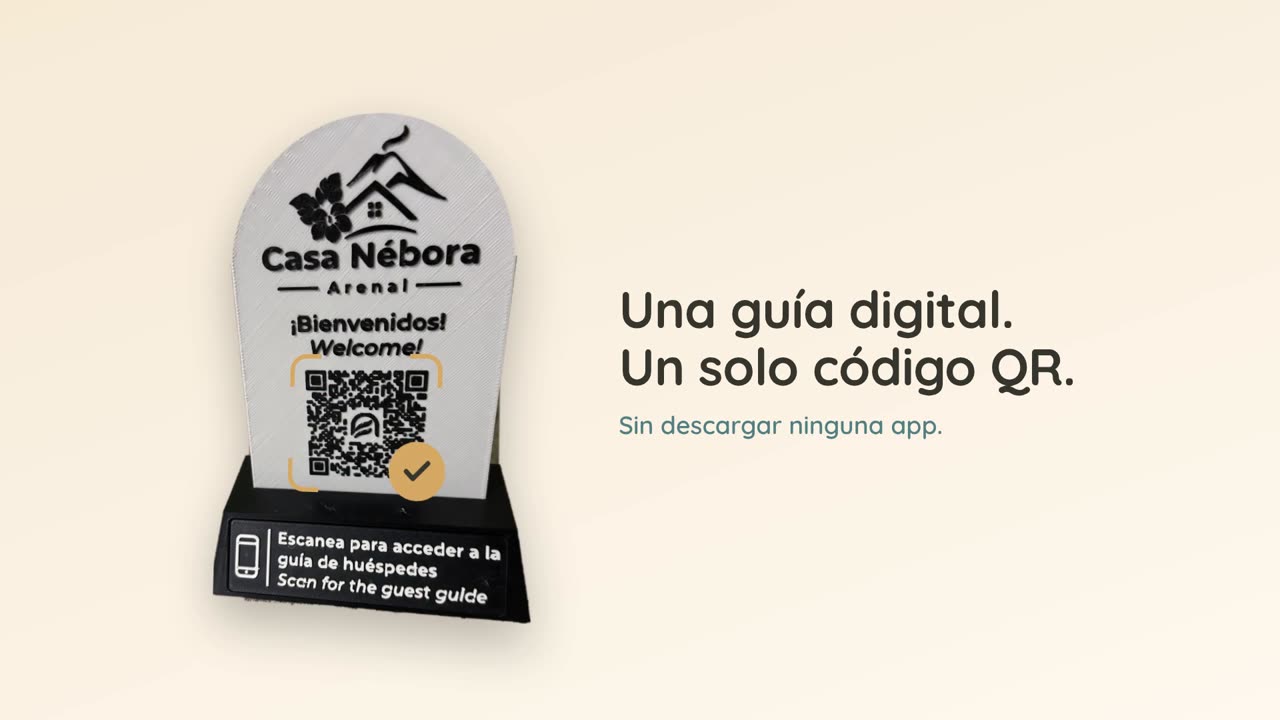 Casa Nébora
Arenal
¡Bienvenidos!
Welcome!
Escanea para acceder a la
guía de huéspedes
Scan for the guest guide
Una guía digital.
Un solo código QR.
Sin descargar ninguna app.